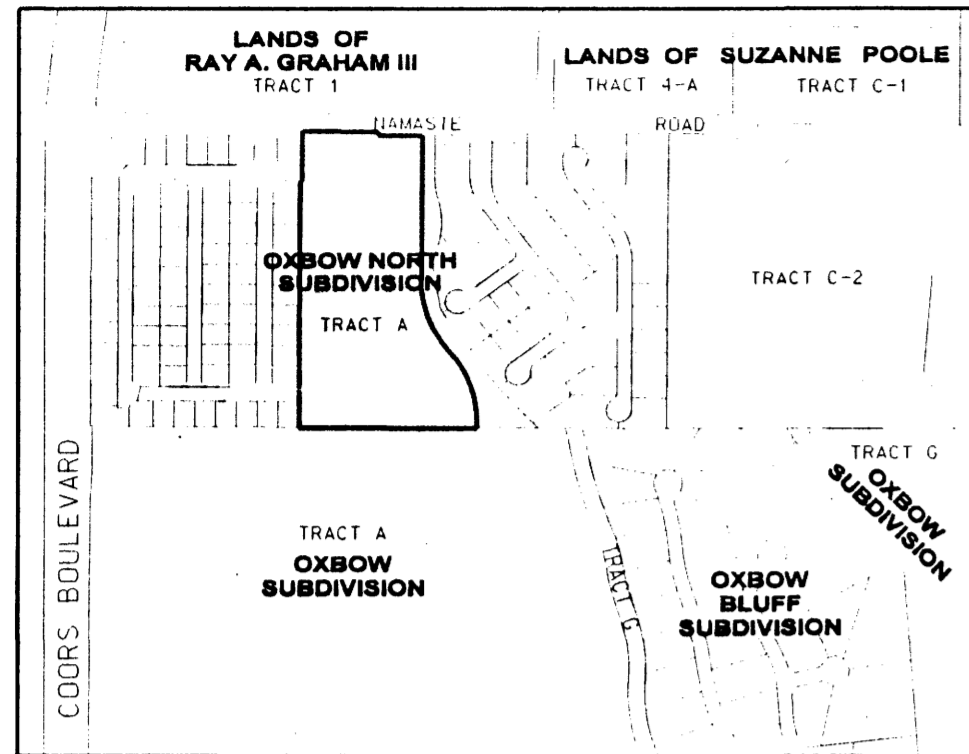 LANDS OF
RAY A. GRAHAM III
TRACT 1
LANDS OF SUZANNE POOLE
TRACT 4-A
TRACT C-1
NAMASTE ROAD
OXBOW NORTH
SUBDIVISION
TRACT A
TRACT C-2
COORS BOULEVARD
TRACT A
OXBOW
SUBDIVISION
TRACT G
OXBOW
BLUFF
SUBDIVISION
TRACT G
OXBOW
SUBDIVISION